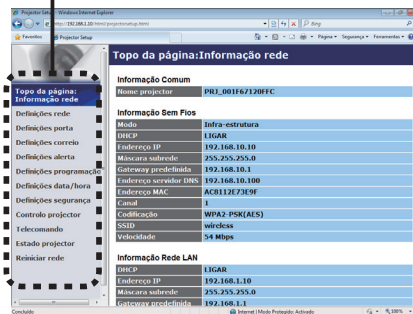 Projector Setup - Windows Internet Explorer
http://192.168.1.10/html/projectorsetup.html
Bing
Favoritos Projector Setup
Página Segurança Ferramentas
Topo da página:Informação rede
Topo da página:
Informação rede
Definições rede
Definições porta
Definições correio
Definições alerta
Definições programação
Definições data/hora
Definições segurança
Controlo projector
Telecomando
Estado projector
Reiniciar rede
Informação Comum
Nome projector PRJ_001F67120FFC
Informação Sem Fios
Modo Infra-estrutura
DHCP LIGAR
Endereço IP 192.168.10.10
Máscara subrede 255.255.255.0
Gateway predefinida 192.168.10.1
Endereço servidor DNS 192.168.10.100
Endereço MAC AC8112E73E9F
Canal 1
Codificação WPA2-PSK(AES)
SSID wireless
Velocidade 54 Mbps
Informação Rede LAN
DHCP LIGAR
Endereço IP 192.168.1.10
Máscara subrede 255.255.255.0
Gateway predefinida 192.168.1.1
Concluído Internet | Modo Protegido: Activado 100%